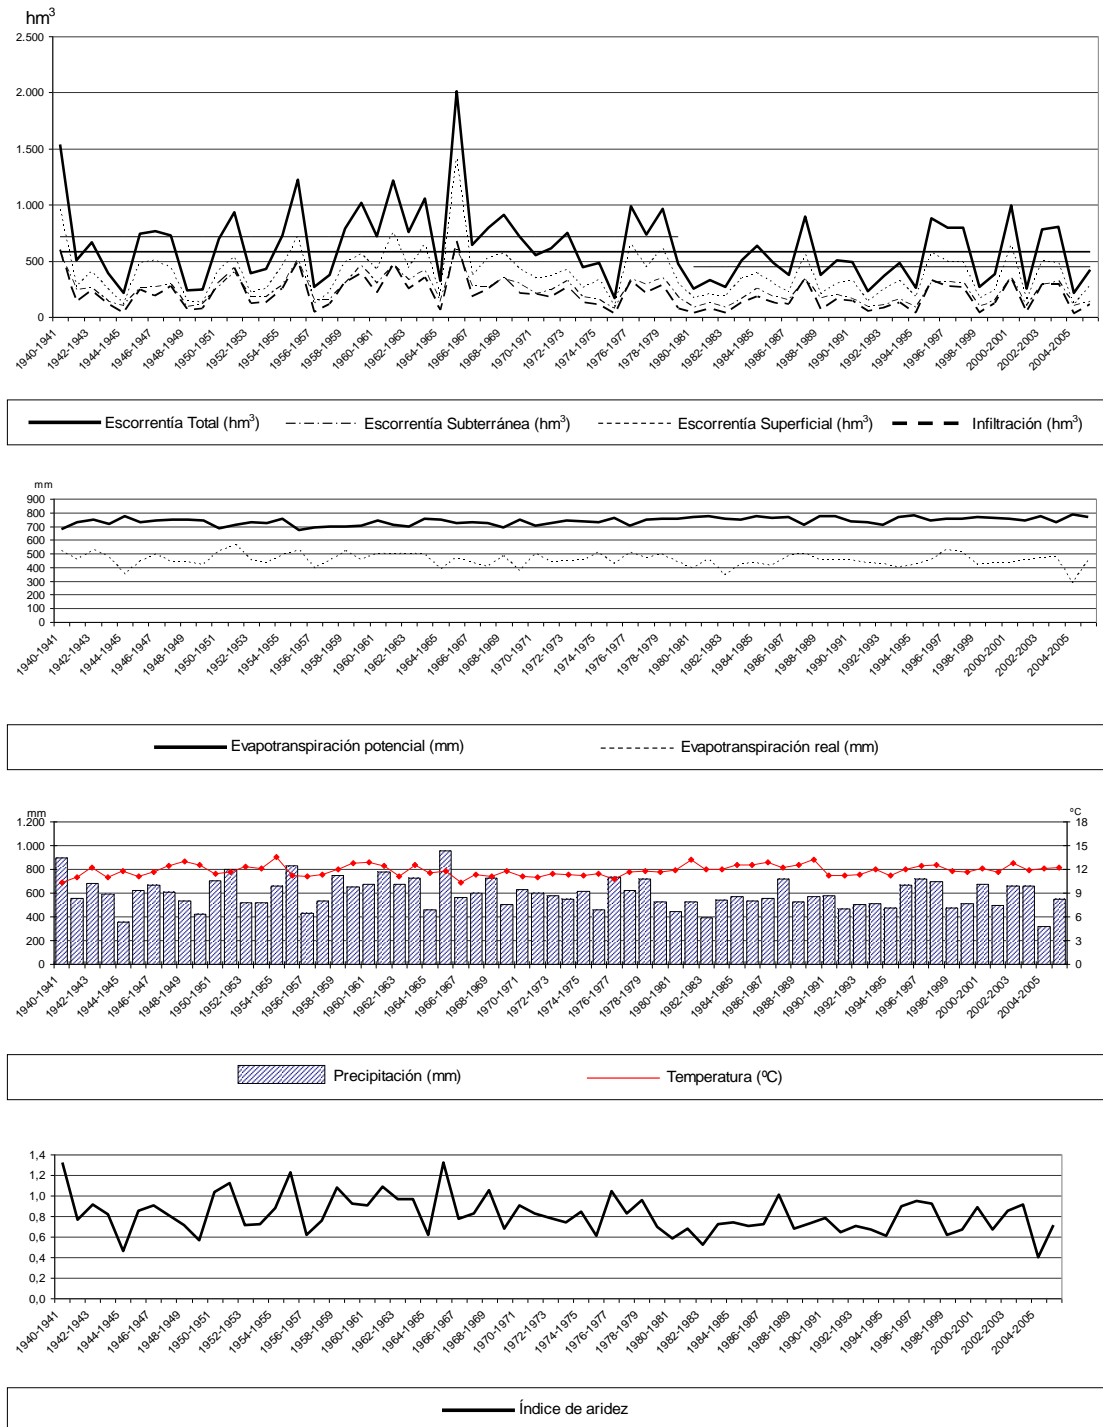 hm³
2.500
2.000
1.500
1.000
500
0
1940-1941 1942-1943 1944-1945 1946-1947 1948-1949 1950-1951 1952-1953 1954-1955 1956-1957 1958-1959 1960-1961 1962-1963 1964-1965 1966-1967 1968-1969 1970-1971 1972-1973 1974-1975 1976-1977 1978-1979 1980-1981 1982-1983 1984-1985 1986-1987 1988-1989 1990-1991 1992-1993 1994-1995 1996-1997 1998-1999 2000-2001 2002-2003 2004-2005
Escorrentía Total (hm³) Escorrentía Subterránea (hm³) Escorrentía Superficial (hm³) Infiltración (hm³)
mm
900
800
700
600
500
400
300
200
100
0
1940-1941 1942-1943 1944-1945 1946-1947 1948-1949 1950-1951 1952-1953 1954-1955 1956-1957 1958-1959 1960-1961 1962-1963 1964-1965 1966-1967 1968-1969 1970-1971 1972-1973 1974-1975 1976-1977 1978-1979 1980-1981 1982-1983 1984-1985 1986-1987 1988-1989 1990-1991 1992-1993 1994-1995 1996-1997 1998-1999 2000-2001 2002-2003 2004-2005
Evapotranspiración potencial (mm) Evapotranspiración real (mm)
mm ºC
1.200 18
1.000 15
800 12
600 9
400 6
200 3
0 0
1940-1941 1942-1943 1944-1945 1946-1947 1948-1949 1950-1951 1952-1953 1954-1955 1956-1957 1958-1959 1960-1961 1962-1963 1964-1965 1966-1967 1968-1969 1970-1971 1972-1973 1974-1975 1976-1977 1978-1979 1980-1981 1982-1983 1984-1985 1986-1987 1988-1989 1990-1991 1992-1993 1994-1995 1996-1997 1998-1999 2000-2001 2002-2003 2004-2005
Precipitación (mm) Temperatura (ºC)
1,4
1,2
1,0
0,8
0,6
0,4
0,2
0,0
1940-1941 1942-1943 1944-1945 1946-1947 1948-1949 1950-1951 1952-1953 1954-1955 1956-1957 1958-1959 1960-1961 1962-1963 1964-1965 1966-1967 1968-1969 1970-1971 1972-1973 1974-1975 1976-1977 1978-1979 1980-1981 1982-1983 1984-1985 1986-1987 1988-1989 1990-1991 1992-1993 1994-1995 1996-1997 1998-1999 2000-2001 2002-2003 2004-2005
Índice de aridez